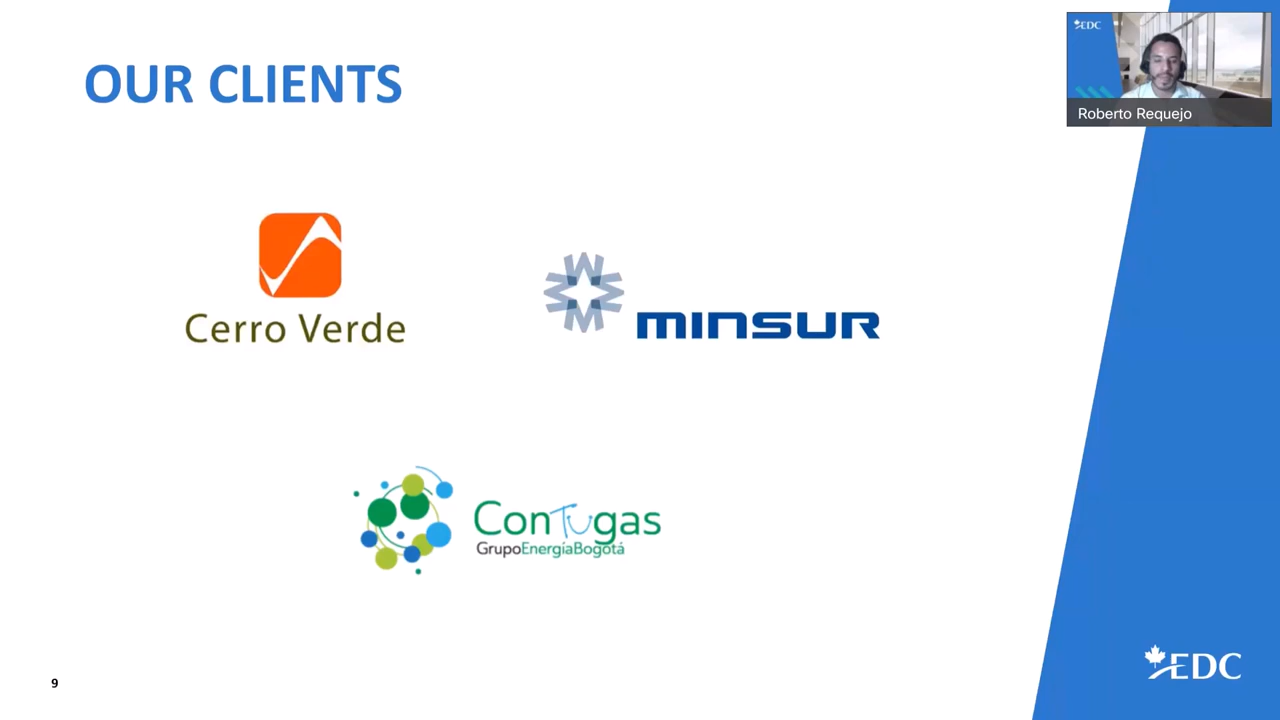 OUR CLIENTS
EDC
Roberto Requejo
Cerro Verde
MINSUR
ConTugas
GrupoEnergíaBogotá
9
EDC